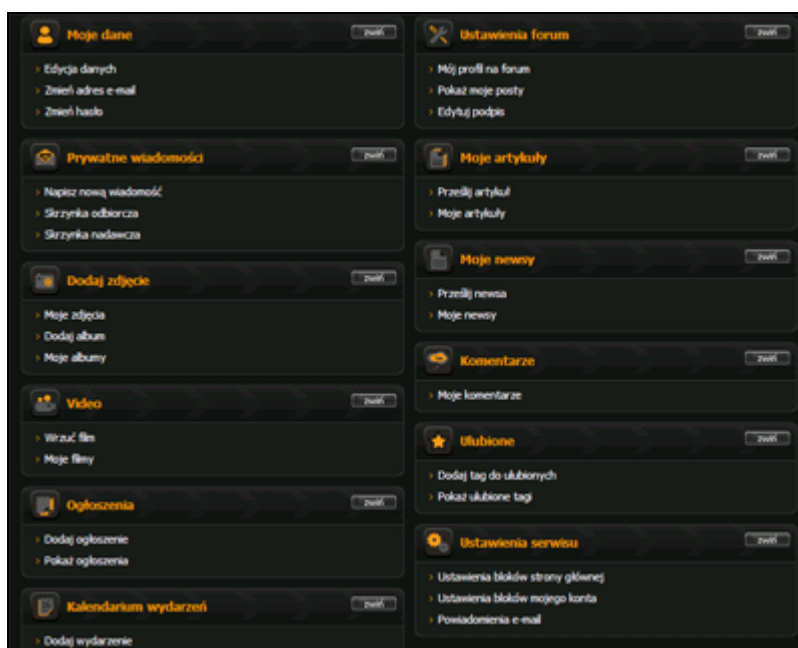 Moje dane
zwiń
Edycja danych
Zmień adres e-mail
Zmień hasło
Prywatne wiadomości
zwiń
Napisz nową wiadomość
Skrzynka odbiorcza
Skrzynka nadawcza
Dodaj zdjęcie
zwiń
Moje zdjęcia
Dodaj album
Moje albumy
Video
zwiń
Wrzuć film
Moje filmy
Ogłoszenia
zwiń
Dodaj ogłoszenie
Pokaż ogłoszenia
Kalendarium wydarzeń
zwiń
Dodaj wydarzenie
Ustawienia forum
zwiń
Mój profil na forum
Pokaż moje posty
Edytuj podpis
Moje artykuły
zwiń
Prześlij artykuł
Moje artykuły
Moje newsy
zwiń
Prześlij newsa
Moje newsy
Komentarze
zwiń
Moje komentarze
Ulubione
zwiń
Dodaj tag do ulubionych
Pokaż ulubione tagi
Ustawienia serwisu
zwiń
Ustawienia bloków strony głównej
Ustawienia bloków mojego konta
Powiadomienia e-mail